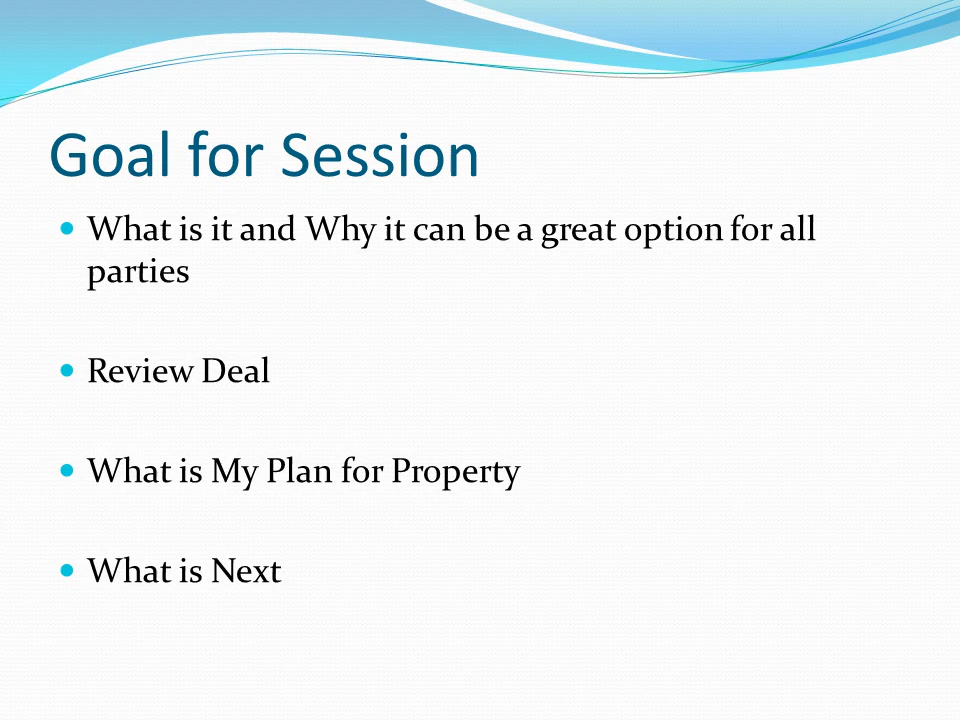 Goal for Session
What is it and Why it can be a great option for all
parties
Review Deal
What is My Plan for Property
What is Next